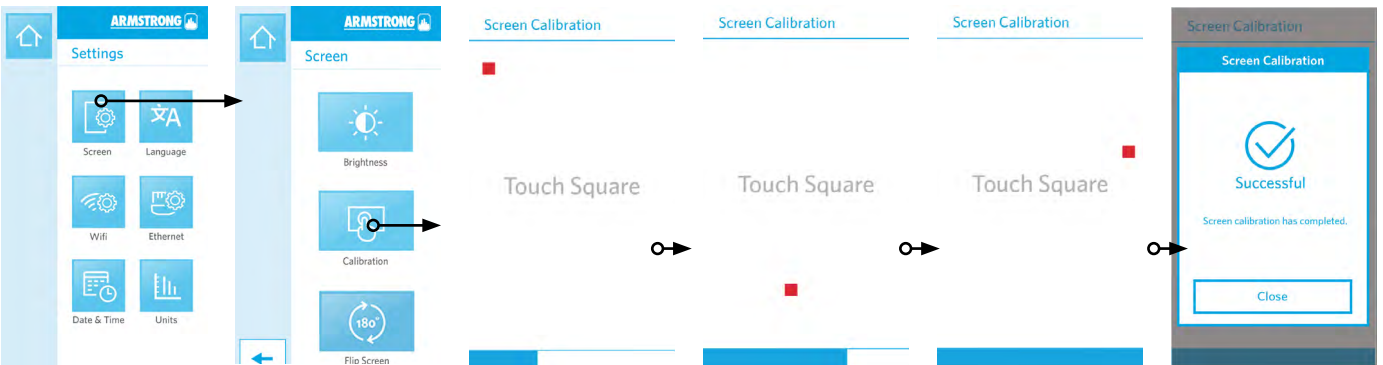 ARMSTRONG
Settings
Screen
Language
文A
Wifi
Ethernet
Date & Time
Units
ARMSTRONG
Screen
Brightness
Calibration
180°
Flip Screen
Screen Calibration
Touch Square
Screen Calibration
Touch Square
Screen Calibration
Touch Square
Screen Calibration
Screen Calibration
Successful
Screen calibration has completed.
Close